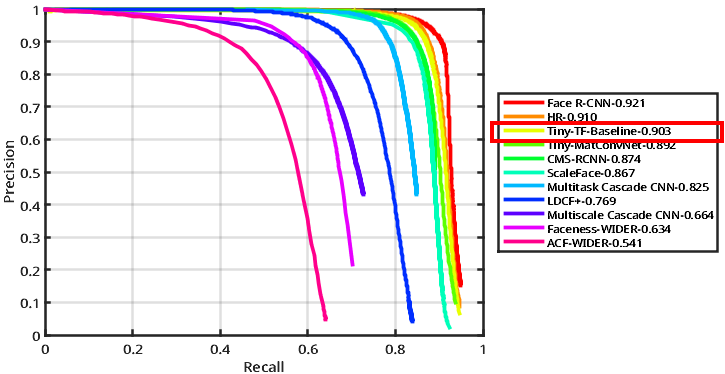 1
0.9
0.8
0.7
0.6
0.5
0.4
0.3
0.2
0.1
0
Precision
0
0.2
0.4
0.6
0.8
1
Recall
Face R-CNN-0.921
HR-0.910
Tiny-TF-Baseline-0.903
Tiny-MatConvNet-0.892
CMS-RCNN-0.874
ScaleFace-0.867
Multitask Cascade CNN-0.825
LDCF+-0.769
Multiscale Cascade CNN-0.664
Faceness-WIDER-0.634
ACF-WIDER-0.541